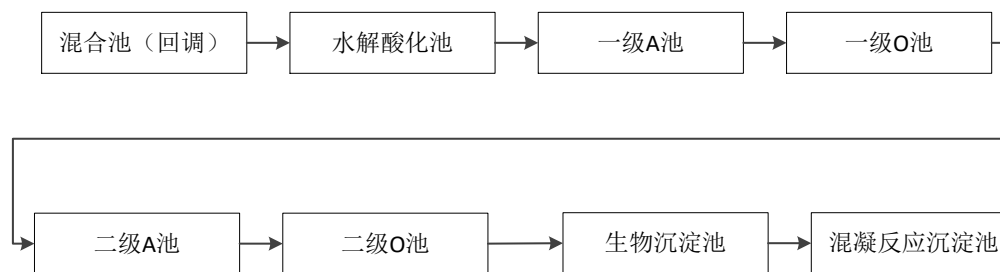 混合池（回调）
水解酸化池
一级A池
一级O池
二级A池
二级O池
生物沉淀池
混凝反应沉淀池